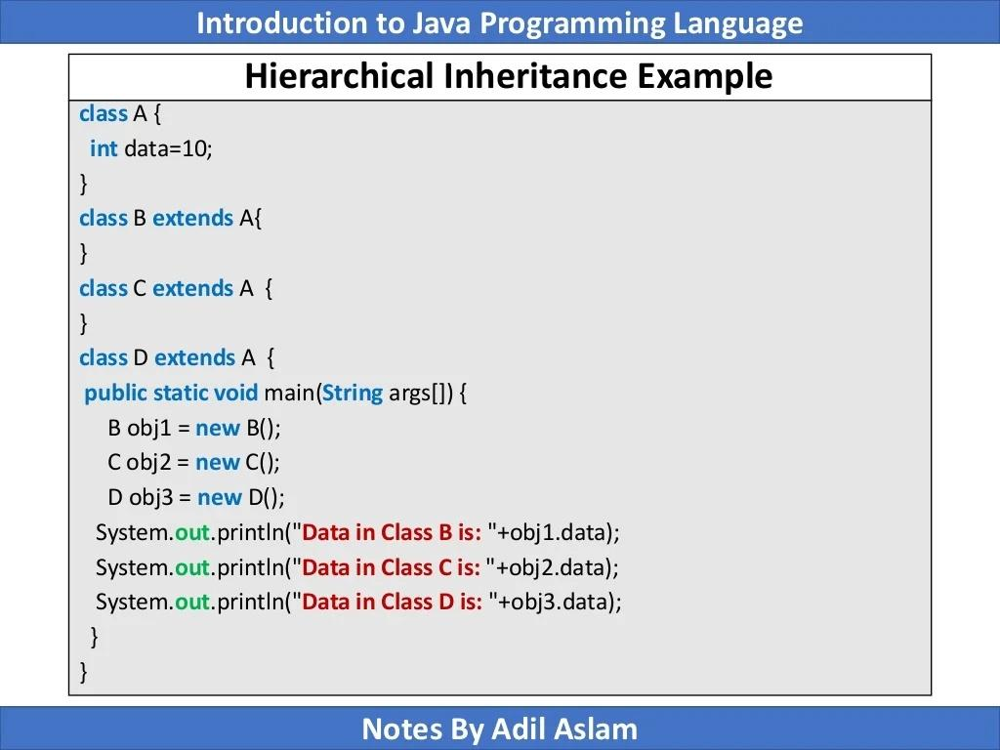 Introduction to Java Programming Language
Hierarchical Inheritance Example
class A {
int data=10;
}
class B extends A{
}
class C extends A  {
}
class D extends A  {
public static void main(String args[]) {
B obj1 = new B();
C obj2 = new C();
D obj3 = new D();
System.out.println("Data in Class B is: "+obj1.data);
System.out.println("Data in Class C is: "+obj2.data);
System.out.println("Data in Class D is: "+obj3.data);
}
}
Notes By Adil Aslam